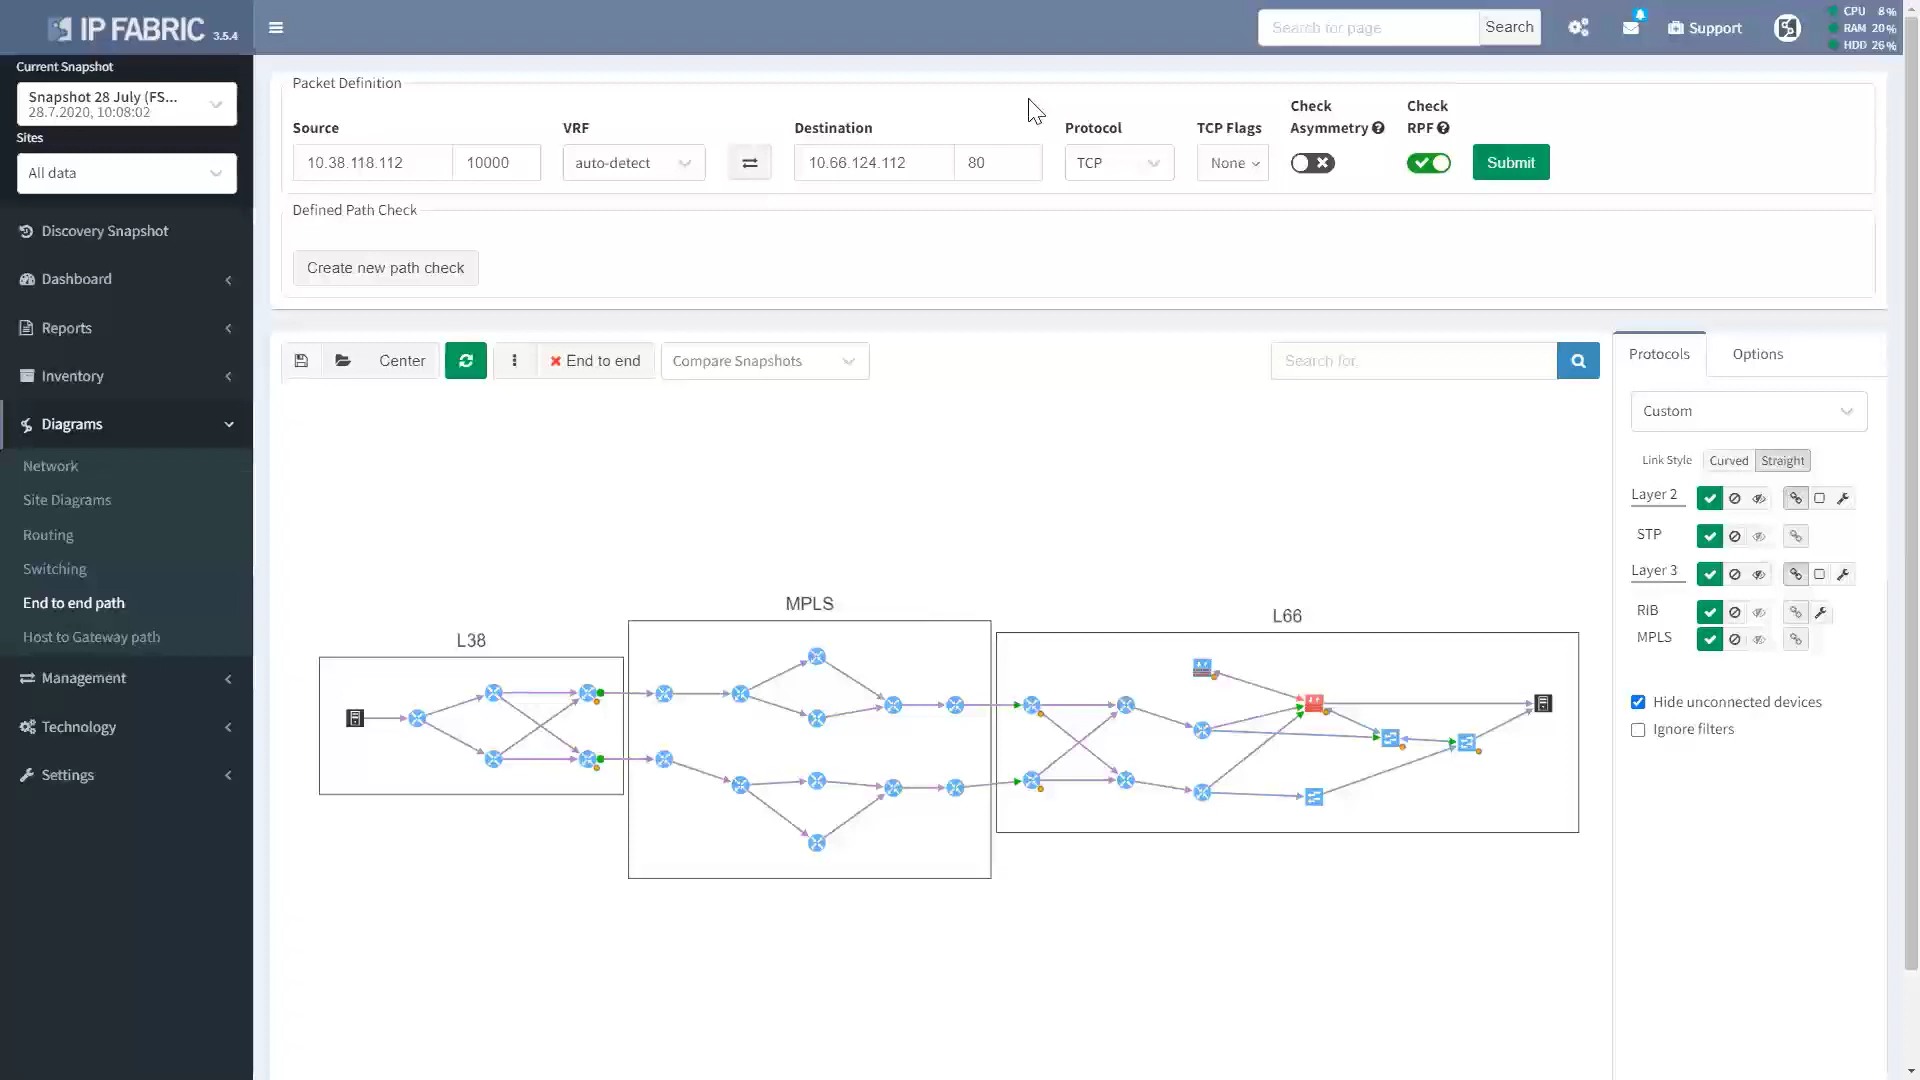 IP FABRIC 3.5.4
Search for page
Search
Support
CPU 8%
RAM 20%
HDD 26%
Current Snapshot
Snapshot 28 July (FS...
28.7.2020, 10:08:02
Sites
All data
Discovery Snapshot
Dashboard
Reports
Inventory
Diagrams
Network
Site Diagrams
Routing
Switching
End to end path
Host to Gateway path
Management
Technology
Settings
Packet Definition
Source
VRF
Destination
Protocol
TCP Flags
Check Asymmetry
Check RPF
10.38.118.112
10000
auto-detect
10.66.124.112
80
TCP
None
Submit
Defined Path Check
Create new path check
Center
End to end
Compare Snapshots
Search for
L38
MPLS
L66
Protocols
Options
Custom
Link Style
Curved
Straight
Layer 2
STP
Layer 3
RIB
MPLS
Hide unconnected devices
Ignore filters